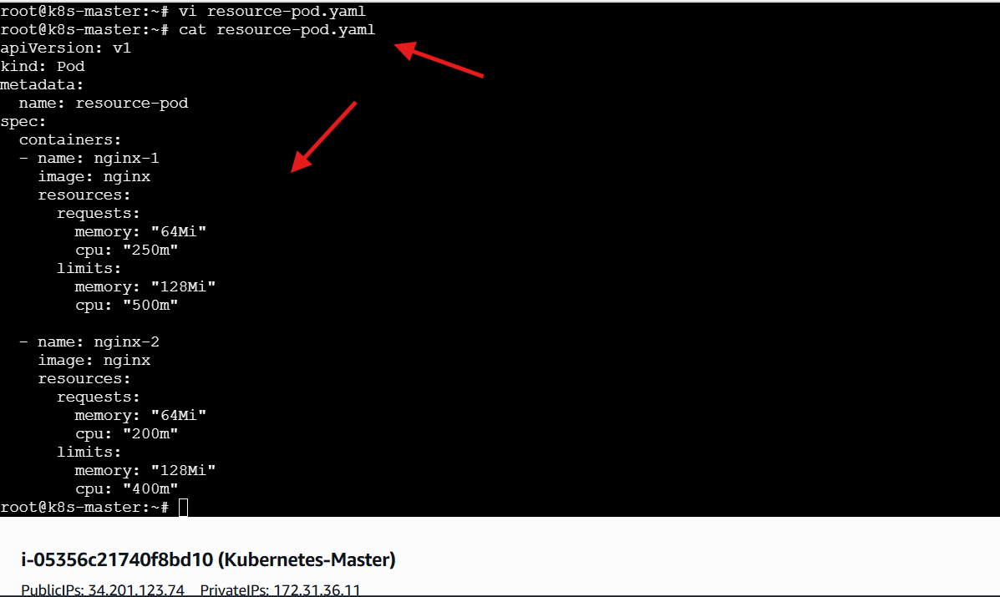 root@k8s-master:~# vi resource-pod.yaml
root@k8s-master:~# cat resource-pod.yaml
apiVersion: v1
kind: Pod
metadata:
  name: resource-pod
spec:
  containers:
  - name: nginx-1
    image: nginx
    resources:
      requests:
        memory: "64Mi"
        cpu: "250m"
      limits:
        memory: "128Mi"
        cpu: "500m"

  - name: nginx-2
    image: nginx
    resources:
      requests:
        memory: "64Mi"
        cpu: "200m"
      limits:
        memory: "128Mi"
        cpu: "400m"
root@k8s-master:~#
i-05356c21740f8bd10 (Kubernetes-Master)
PublicIPs: 34.201.123.74 PrivateIPs: 172.31.36.11